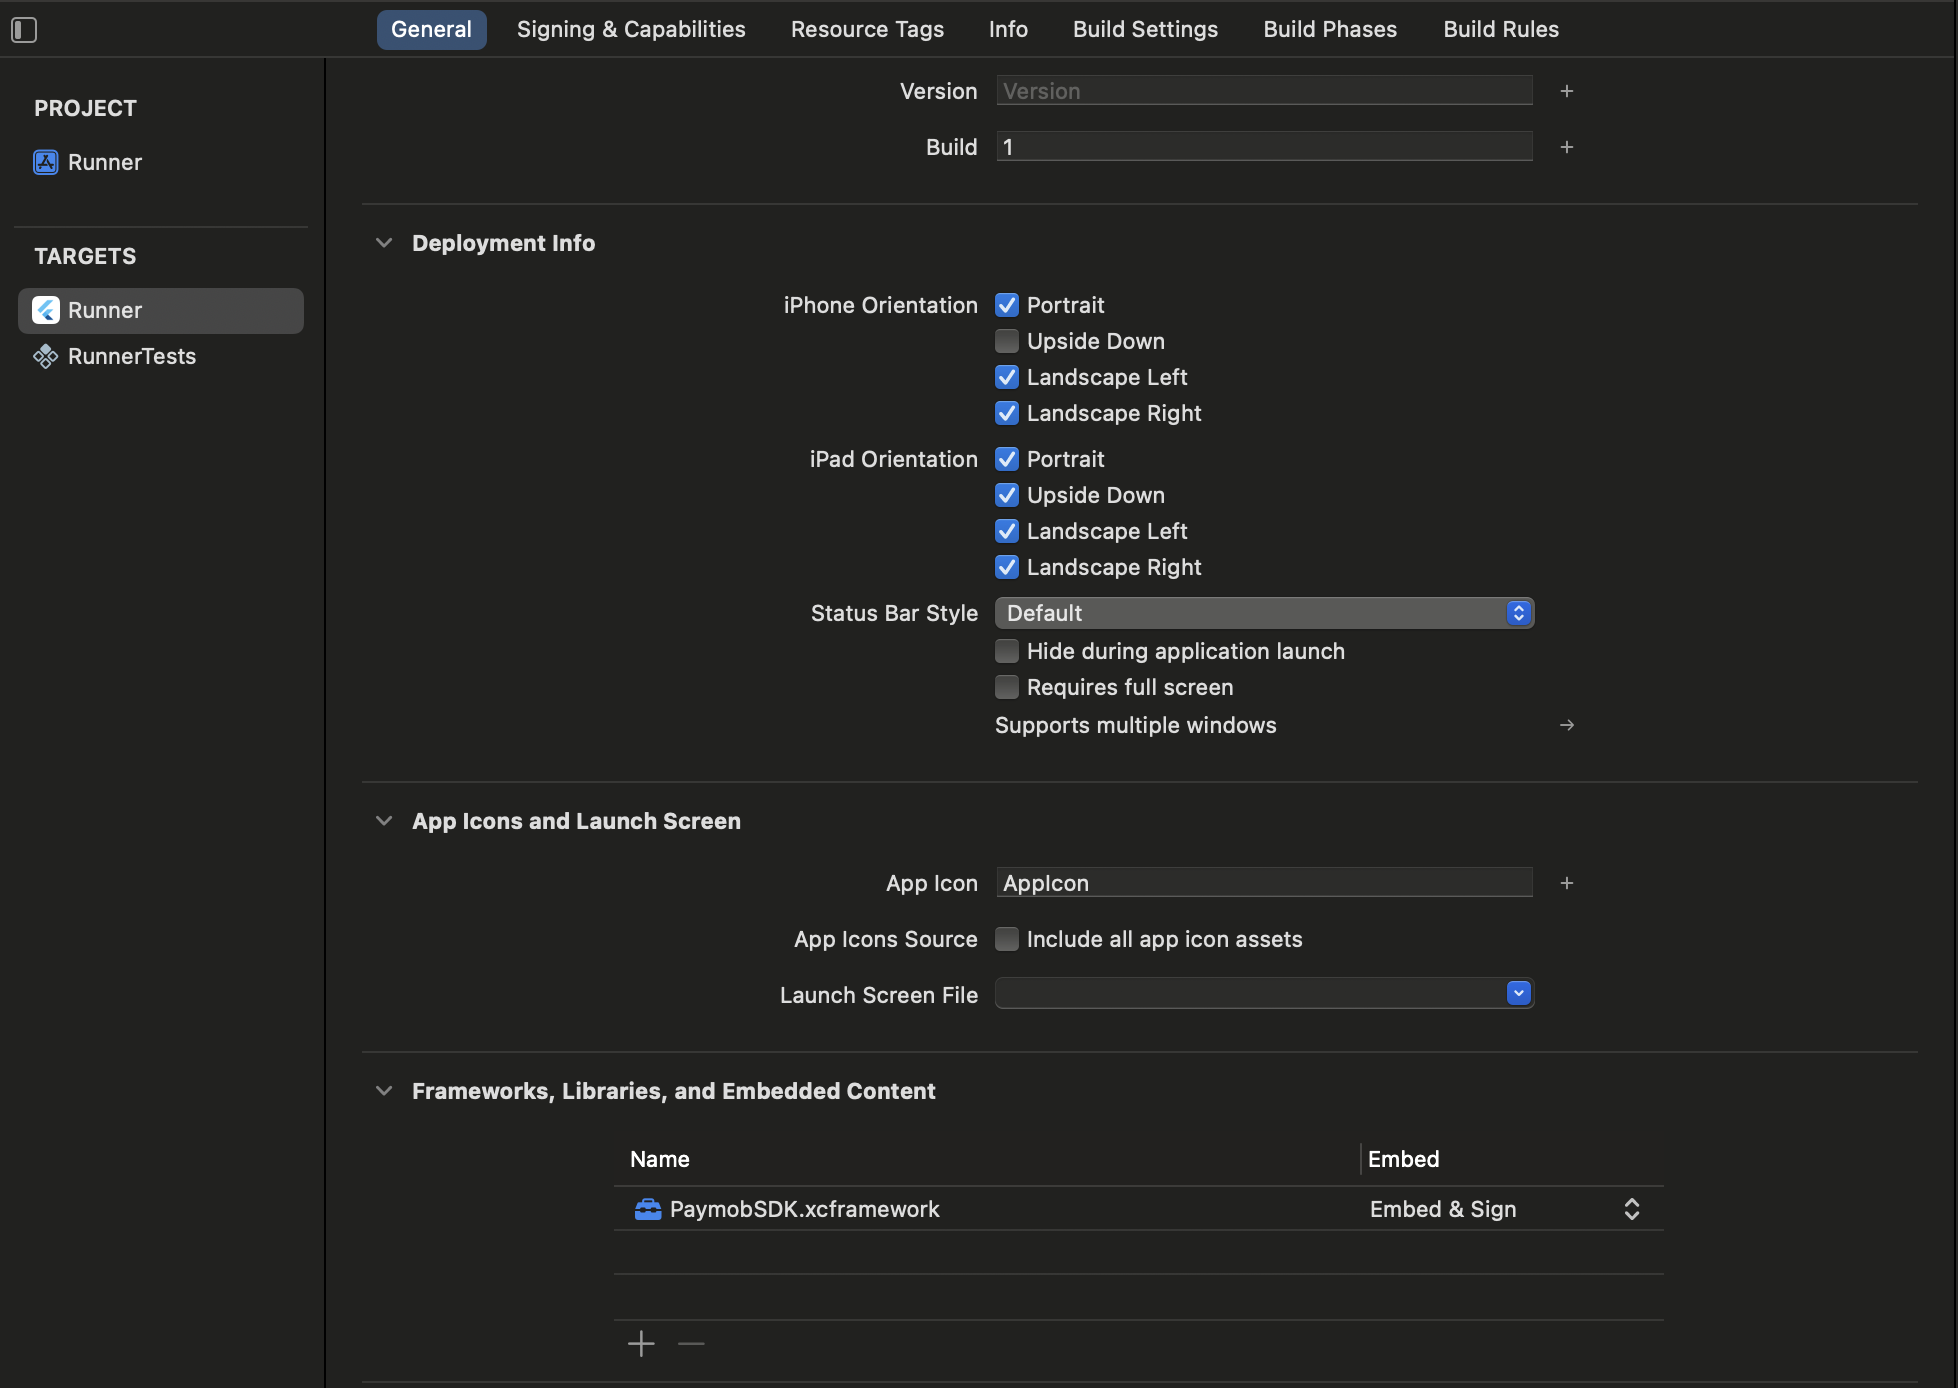 General Signing & Capabilities Resource Tags Info Build Settings Build Phases Build Rules
PROJECT
Runner
TARGETS
Runner
RunnerTests
Version Version
Build 1
Deployment Info
iPhone Orientation Portrait
Upside Down
Landscape Left
Landscape Right
iPad Orientation Portrait
Upside Down
Landscape Left
Landscape Right
Status Bar Style Default
Hide during application launch
Requires full screen
Supports multiple windows
App Icons and Launch Screen
App Icon AppIcon
App Icons Source Include all app icon assets
Launch Screen File
Frameworks, Libraries, and Embedded Content
Name Embed
PaymobSDK.xcframework Embed & Sign